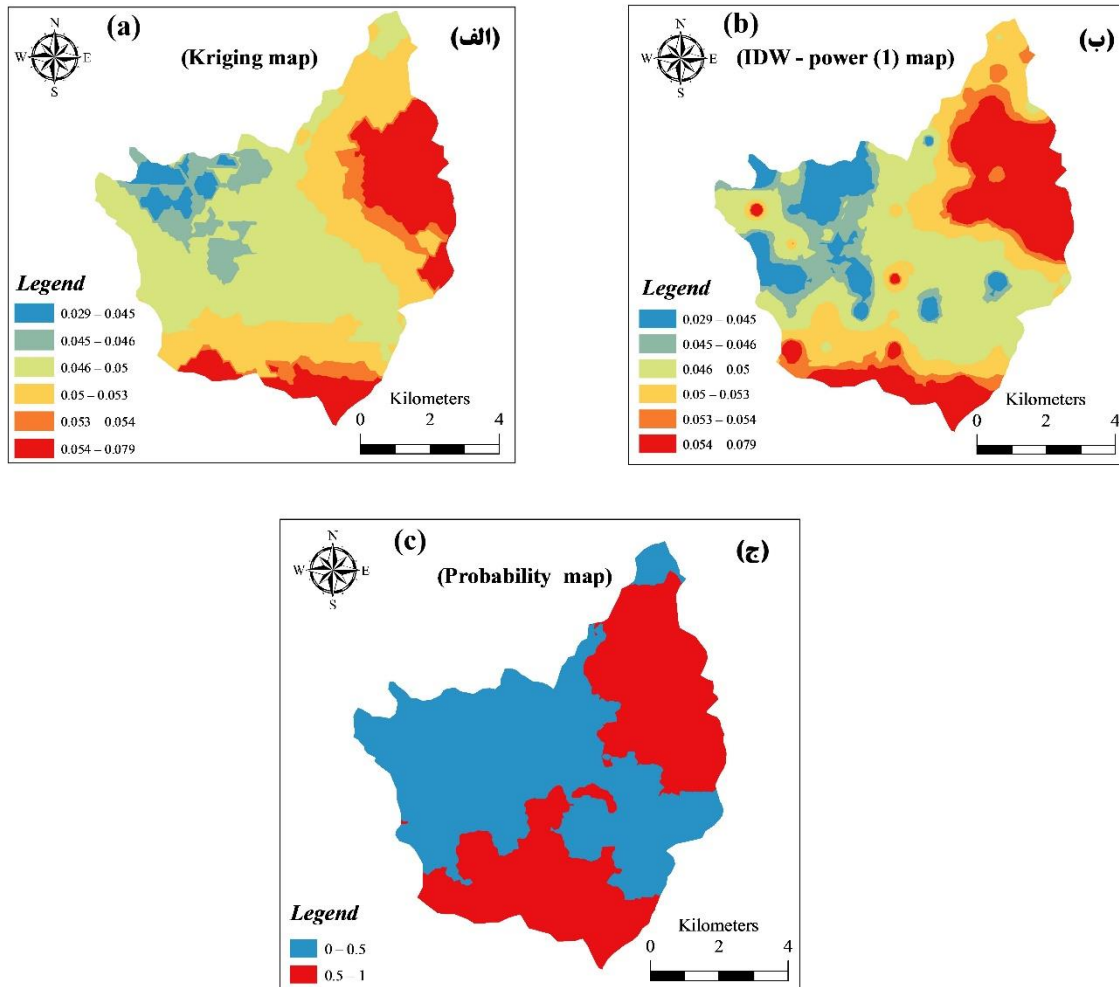 (a)
(الف)
(Kriging map)
N
W E
S
Legend
0.029 – 0.045
0.045 – 0.046
0.046 – 0.05
0.05 – 0.053
0.053 0.054
0.054 – 0.079
Kilometers
0 2 4
(b)
(ب)
(IDW - power (1) map)
N
W E
S
Legend
0.029 – 0.045
0.045 – 0.046
0.046 0.05
0.05 – 0.053
0.053 – 0.054
0.054 0.079
Kilometers
0 2 4
(c)
(ج)
(Probability map)
N
W E
S
Legend
0 – 0.5
0.5 – 1
Kilometers
0 2 4